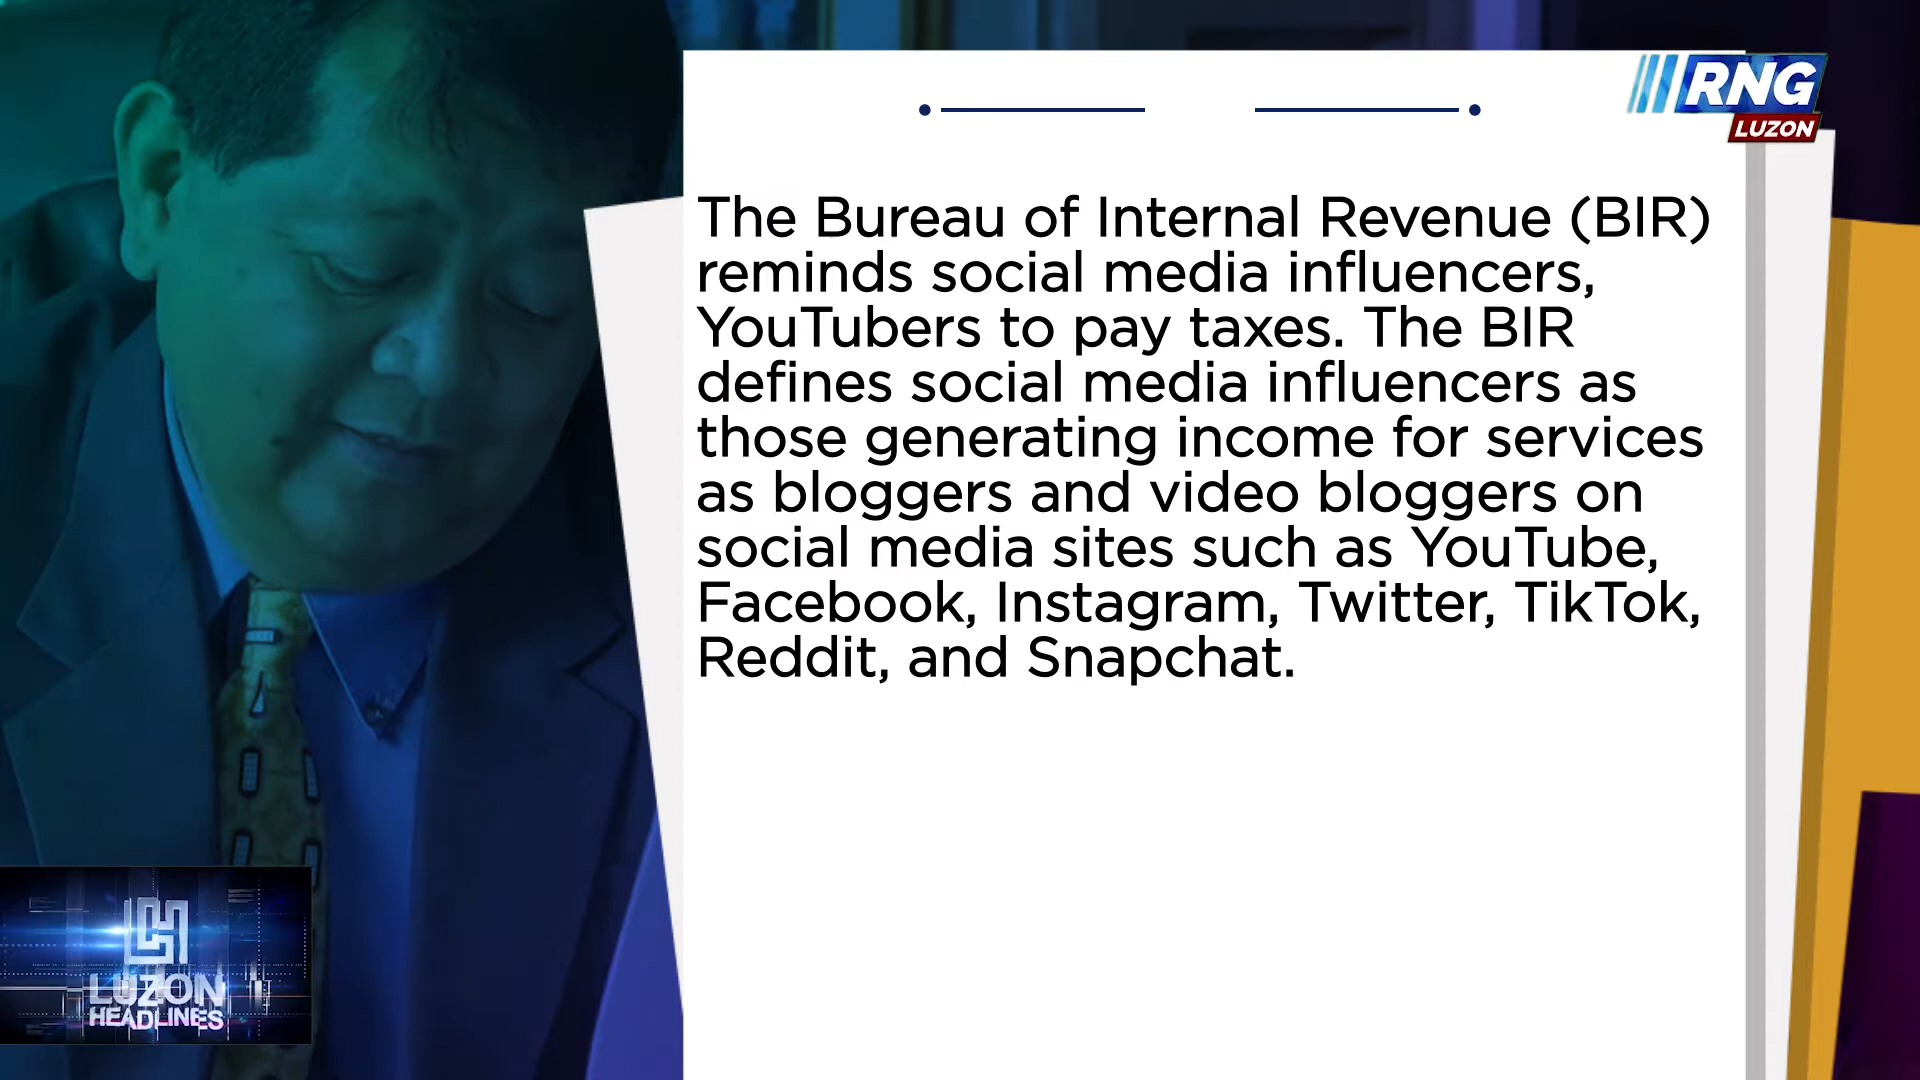 RNG
LUZON
The Bureau of Internal Revenue (BIR)
reminds social media influencers,
YouTubers to pay taxes. The BIR
defines social media influencers as
those generating income for services
as bloggers and video bloggers on
social media sites such as YouTube,
Facebook, Instagram, Twitter, TikTok,
Reddit, and Snapchat.
LUZON
HEADLINES